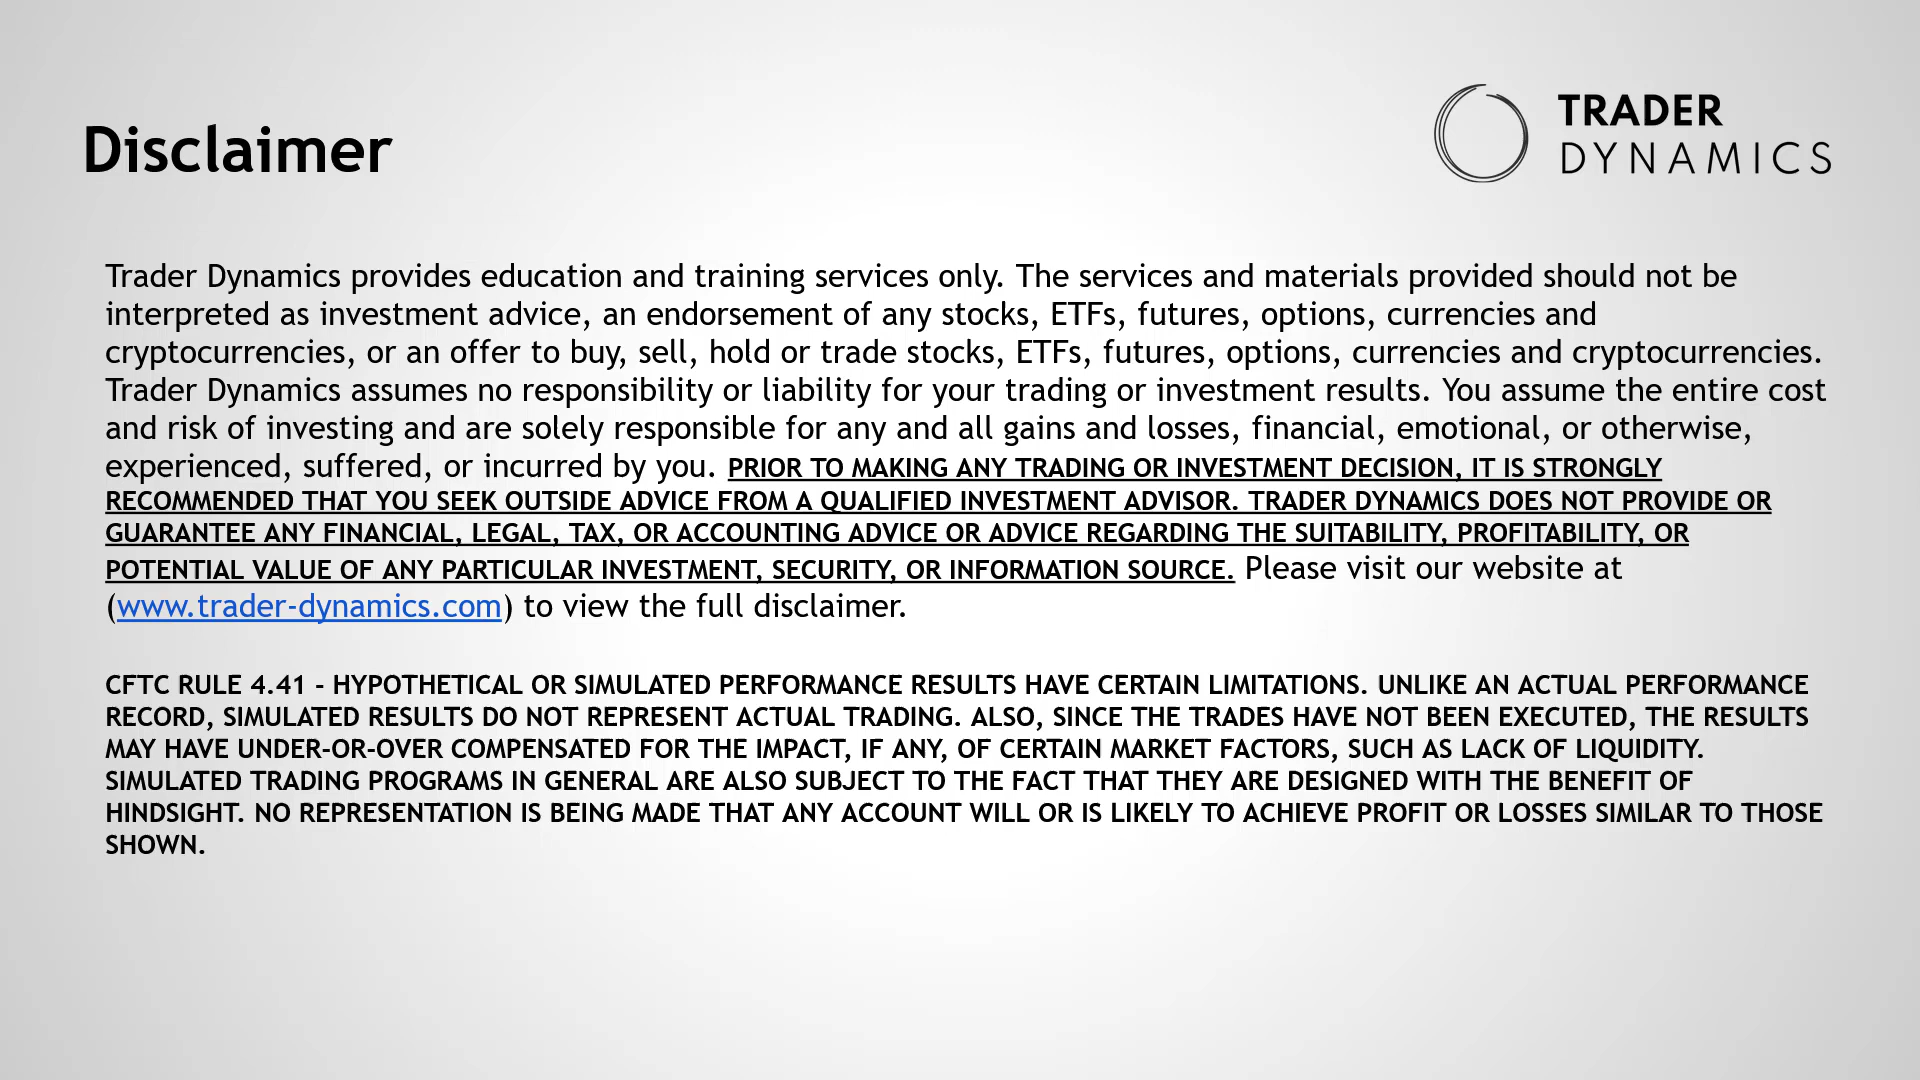 Disclaimer
TRADER
DYNAMICS
Trader Dynamics provides education and training services only. The services and materials provided should not be
interpreted as investment advice, an endorsement of any stocks, ETFs, futures, options, currencies and
cryptocurrencies, or an offer to buy, sell, hold or trade stocks, ETFs, futures, options, currencies and cryptocurrencies.
Trader Dynamics assumes no responsibility or liability for your trading or investment results. You assume the entire cost
and risk of investing and are solely responsible for any and all gains and losses, financial, emotional, or otherwise,
experienced, suffered, or incurred by you. PRIOR TO MAKING ANY TRADING OR INVESTMENT DECISION, IT IS STRONGLY
RECOMMENDED THAT YOU SEEK OUTSIDE ADVICE FROM A QUALIFIED INVESTMENT ADVISOR. TRADER DYNAMICS DOES NOT PROVIDE OR
GUARANTEE ANY FINANCIAL, LEGAL, TAX, OR ACCOUNTING ADVICE OR ADVICE REGARDING THE SUITABILITY, PROFITABILITY, OR
POTENTIAL VALUE OF ANY PARTICULAR INVESTMENT, SECURITY, OR INFORMATION SOURCE. Please visit our website at
(www.trader-dynamics.com) to view the full disclaimer.
CFTC RULE 4.41 - HYPOTHETICAL OR SIMULATED PERFORMANCE RESULTS HAVE CERTAIN LIMITATIONS. UNLIKE AN ACTUAL PERFORMANCE
RECORD, SIMULATED RESULTS DO NOT REPRESENT ACTUAL TRADING. ALSO, SINCE THE TRADES HAVE NOT BEEN EXECUTED, THE RESULTS
MAY HAVE UNDER-OR-OVER COMPENSATED FOR THE IMPACT, IF ANY, OF CERTAIN MARKET FACTORS, SUCH AS LACK OF LIQUIDITY.
SIMULATED TRADING PROGRAMS IN GENERAL ARE ALSO SUBJECT TO THE FACT THAT THEY ARE DESIGNED WITH THE BENEFIT OF
HINDSIGHT. NO REPRESENTATION IS BEING MADE THAT ANY ACCOUNT WILL OR IS LIKELY TO ACHIEVE PROFIT OR LOSSES SIMILAR TO THOSE
SHOWN.